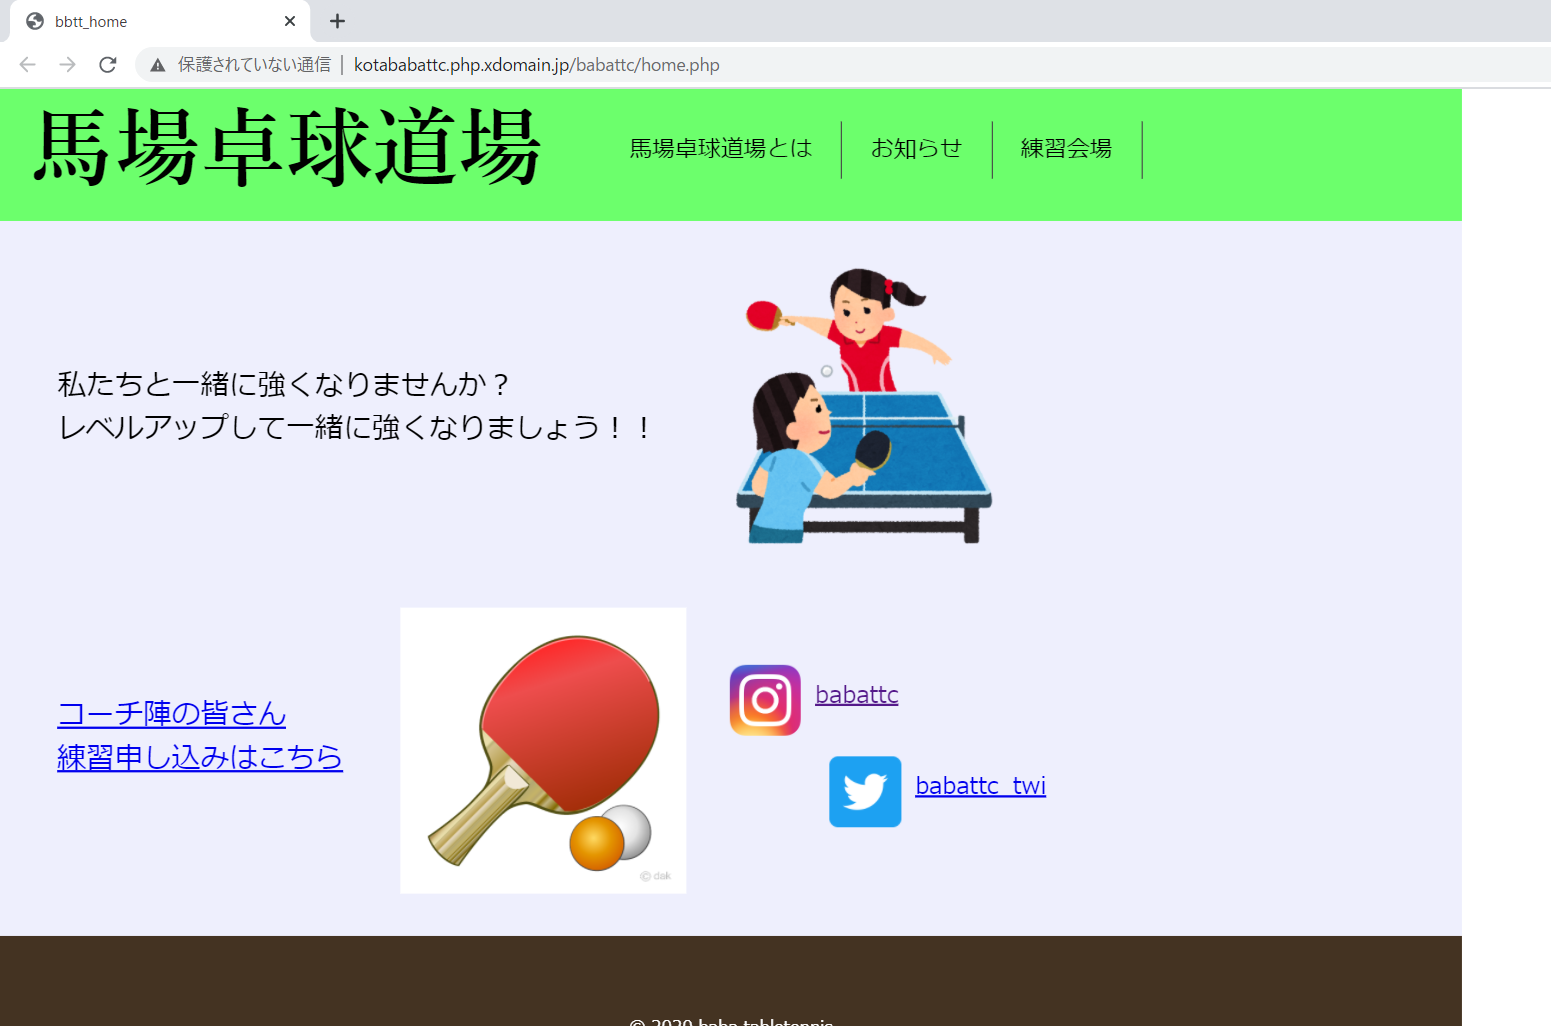 bbtt_home
保護されていない通信 | kotababattc.php.xdomain.jp/babattc/home.php
馬場卓球道場
馬場卓球道場とは
お知らせ
練習会場
私たちと一緒に強くなりませんか？
レベルアップして一緒に強くなりましょう！！
コーチ陣の皆さん
練習申し込みはこちら
© dak
babattc
babattc_twi
© 2020 baba tabletennis